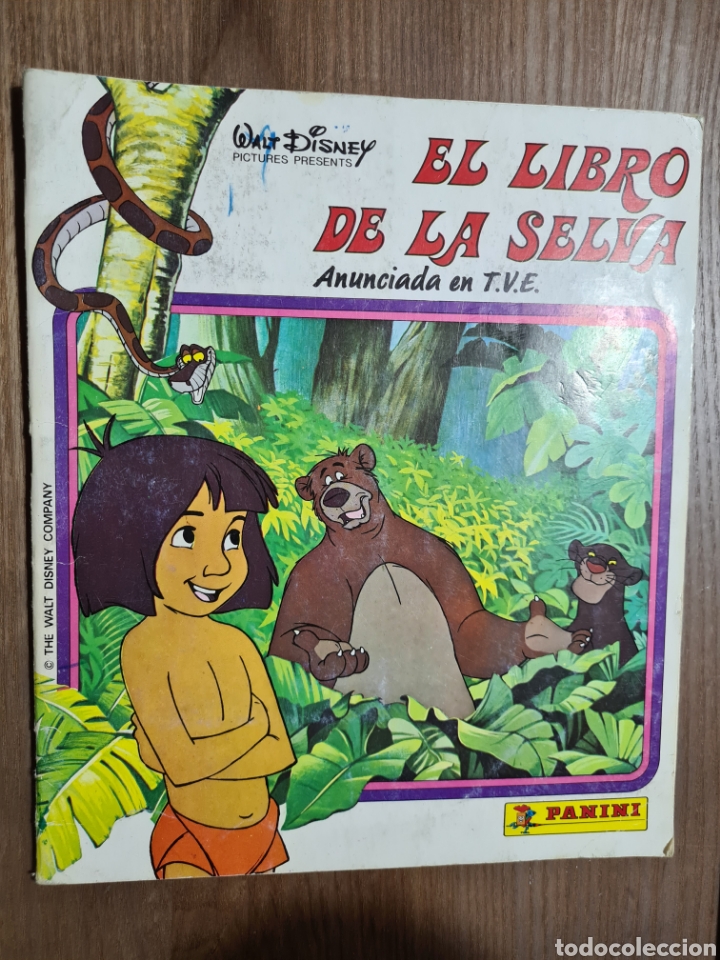 WALT DISNEY
PICTURES PRESENTS
EL LIBRO
DE LA SELVA
Anunciada en T.V.E.
© THE WALT DISNEY COMPANY
PANINI
todocoleccion